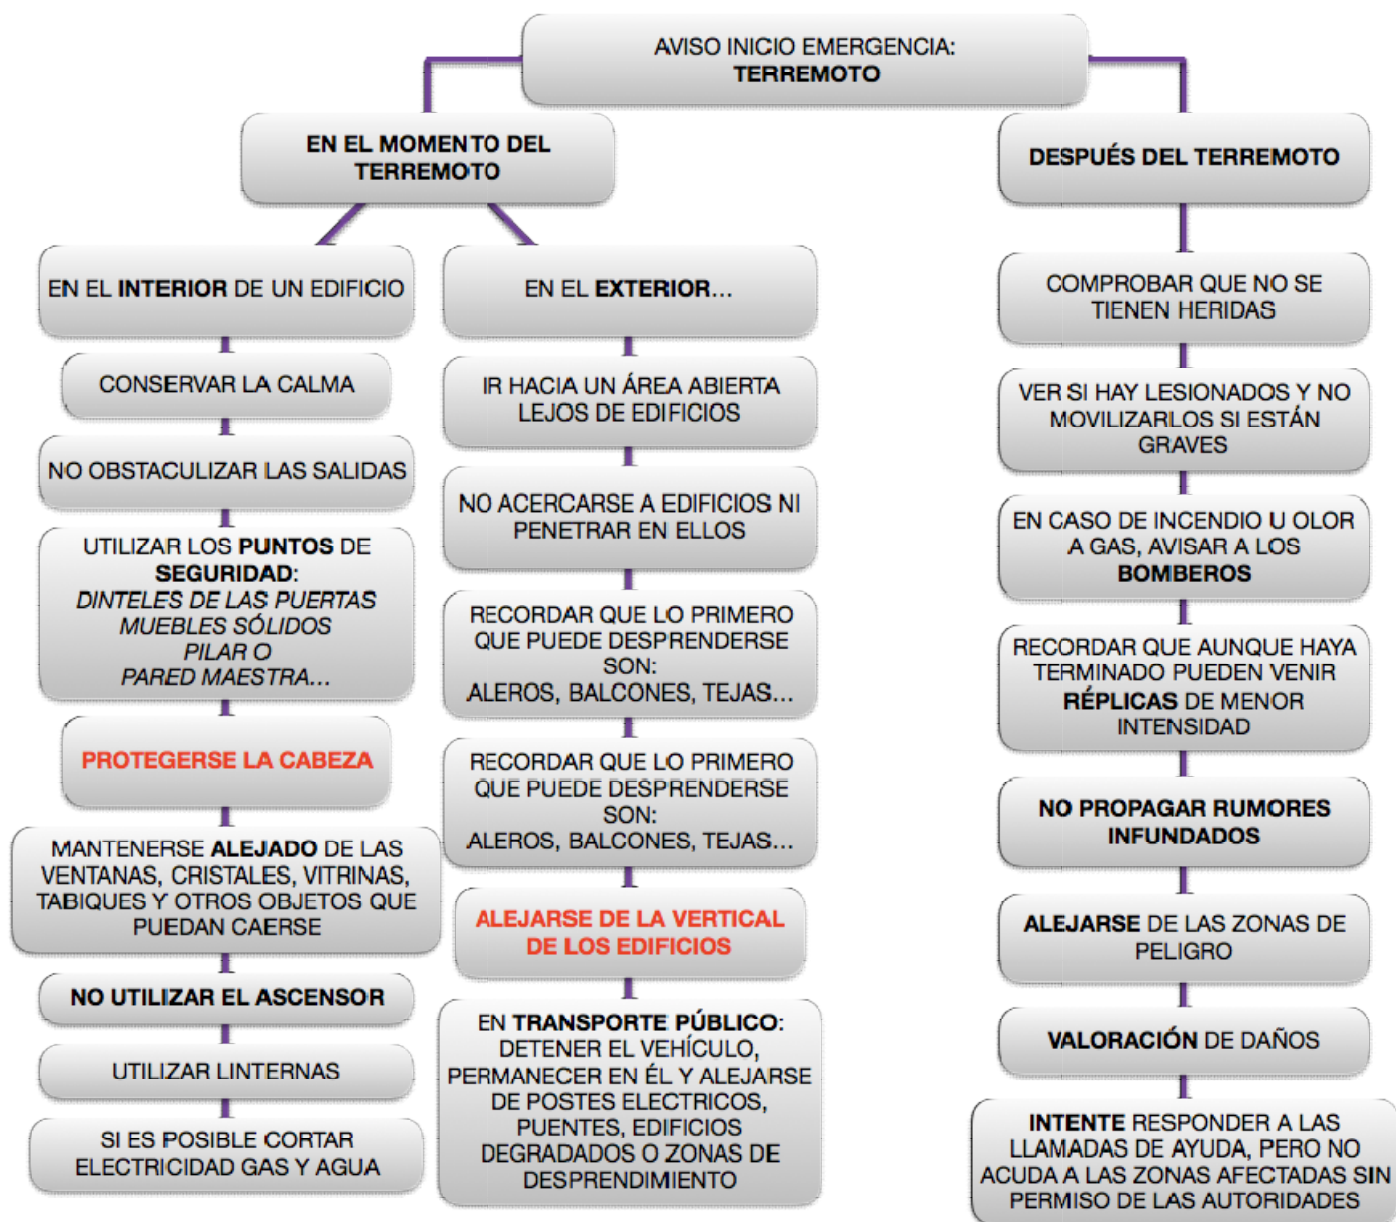 AVISO INICIO EMERGENCIA:
TERREMOTO
EN EL MOMENTO DEL
TERREMOTO
EN EL INTERIOR DE UN EDIFICIO
CONSERVAR LA CALMA
NO OBSTACULIZAR LAS SALIDAS
UTILIZAR LOS PUNTOS DE
SEGURIDAD:
DINTELES DE LAS PUERTAS
MUEBLES SÓLIDOS
PILAR O
PARED MAESTRA...
PROTEGERSE LA CABEZA
MANTENERSE ALEJADO DE LAS
VENTANAS, CRISTALES, VITRINAS,
TABIQUES Y OTROS OBJETOS QUE
PUEDAN CAERSE
NO UTILIZAR EL ASCENSOR
UTILIZAR LINTERNAS
SI ES POSIBLE CORTAR
ELECTRICIDAD GAS Y AGUA
EN EL EXTERIOR...
IR HACIA UN ÁREA ABIERTA
LEJOS DE EDIFICIOS
NO ACERCARSE A EDIFICIOS NI
PENETRAR EN ELLOS
RECORDAR QUE LO PRIMERO
QUE PUEDE DESPRENDERSE
SON:
ALEROS, BALCONES, TEJAS...
RECORDAR QUE LO PRIMERO
QUE PUEDE DESPRENDERSE
SON:
ALEROS, BALCONES, TEJAS...
ALEJARSE DE LA VERTICAL
DE LOS EDIFICIOS
EN TRANSPORTE PÚBLICO:
DETENER EL VEHÍCULO,
PERMANECER EN ÉL Y ALEJARSE
DE POSTES ELECTRICOS,
PUENTES, EDIFICIOS
DEGRADADOS O ZONAS DE
DESPRENDIMIENTO
DESPUÉS DEL TERREMOTO
COMPROBAR QUE NO SE
TIENEN HERIDAS
VER SI HAY LESIONADOS Y NO
MOVILIZARLOS SI ESTÁN
GRAVES
EN CASO DE INCENDIO U OLOR
A GAS, AVISAR A LOS
BOMBEROS
RECORDAR QUE AUNQUE HAYA
TERMINADO PUEDEN VENIR
RÉPLICAS DE MENOR
INTENSIDAD
NO PROPAGAR RUMORES
INFUNDADOS
ALEJARSE DE LAS ZONAS DE
PELIGRO
VALORACIÓN DE DAÑOS
INTENTE RESPONDER A LAS
LLAMADAS DE AYUDA, PERO NO
ACUDA A LAS ZONAS AFECTADAS SIN
PERMISO DE LAS AUTORIDADES